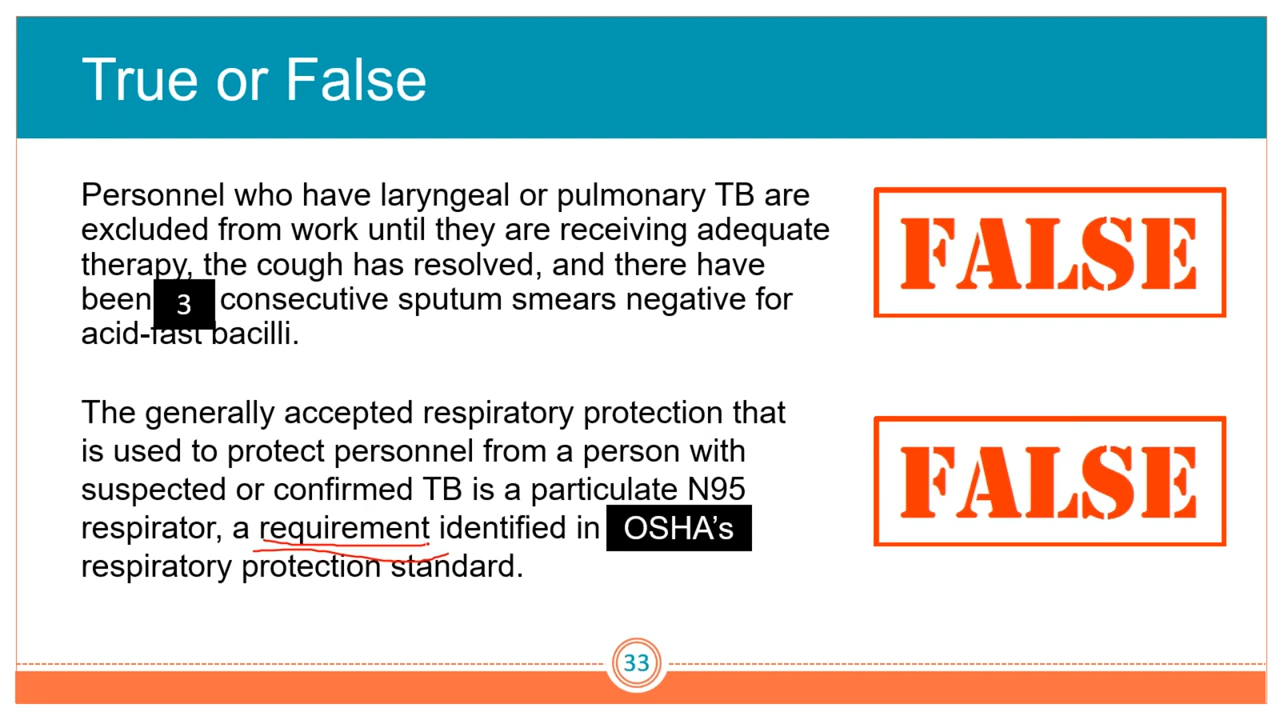 True or False
Personnel who have laryngeal or pulmonary TB are
excluded from work until they are receiving adequate
therapy, the cough has resolved, and there have
been 3 consecutive sputum smears negative for
acid-fast bacilli.
FALSE
The generally accepted respiratory protection that
is used to protect personnel from a person with
suspected or confirmed TB is a particulate N95
respirator, a requirement identified in OSHA’s
respiratory protection standard.
FALSE
33